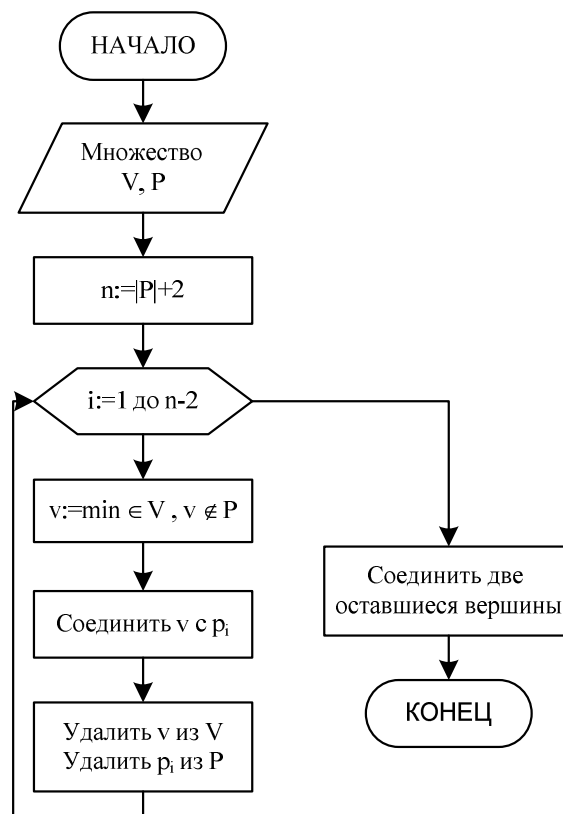 НАЧАЛО
Множество
V, P
n:=|P|+2
i:=1 до n-2
v:=min ∈ V , v ∉ P
Соединить v с pᵢ
Удалить v из V
Удалить pᵢ из P
Соединить две
оставшиеся вершины
КОНЕЦ